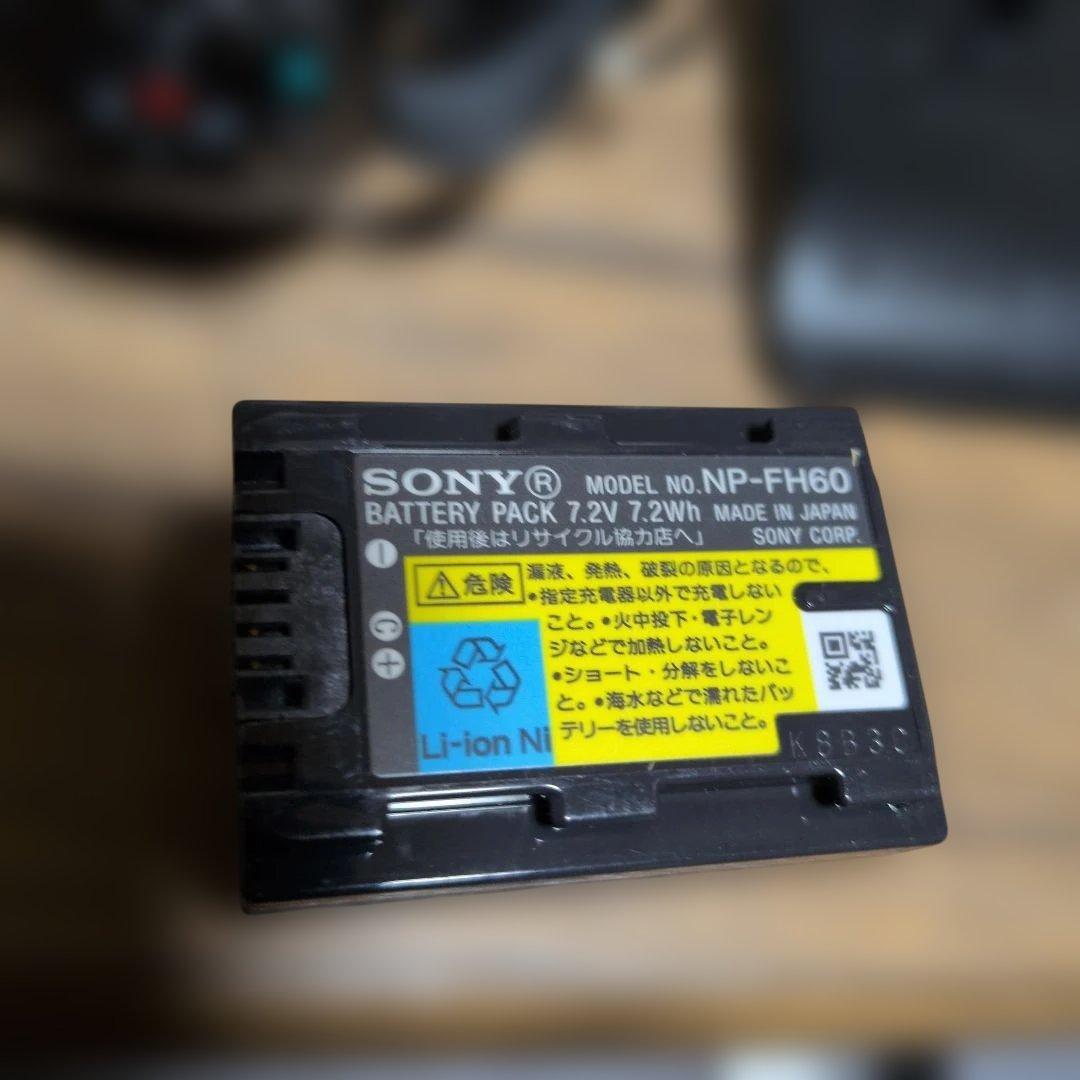 SONY® MODEL NO.NP-FH60
BATTERY PACK 7.2V 7.2Wh MADE IN JAPAN
「使用後はリサイクル協力店へ」 SONY CORP.
⚠危険 漏液、発熱、破裂の原因となるので、
•指定充電器以外で充電しない
こと。•火中投下・電子レン
ジなどで加熱しないこと。
•ショート・分解をしないこ
と。•海水などで濡れたバッ
テリーを使用しないこと。
Li-ion Ni
- C +